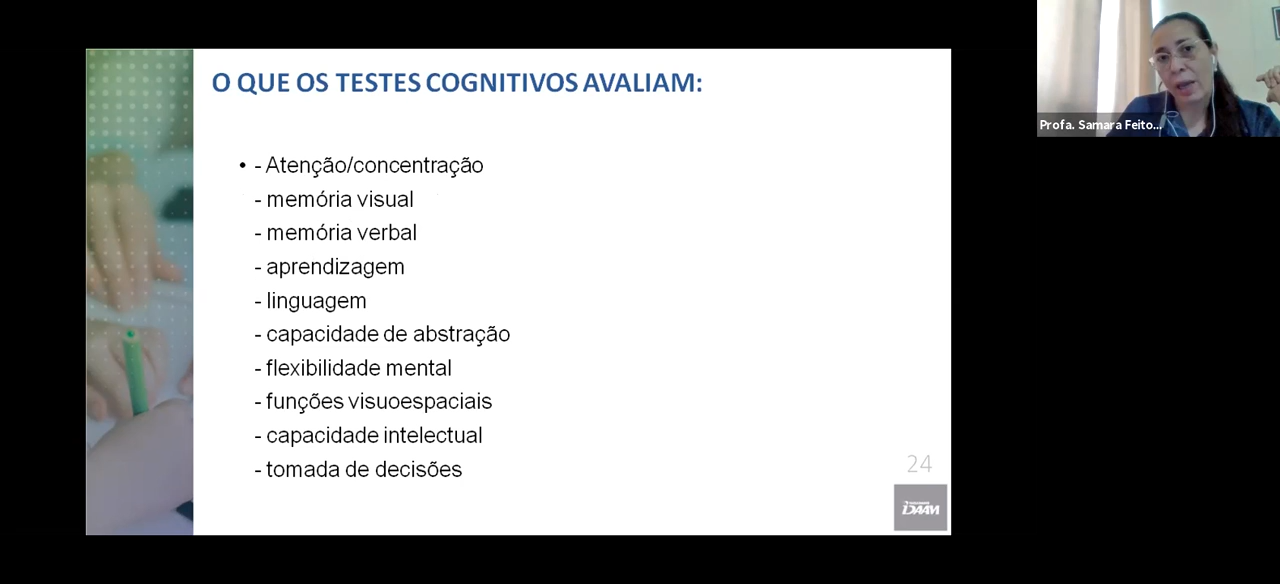 O QUE OS TESTES COGNITIVOS AVALIAM:
• - Atenção/concentração
- memória visual
- memória verbal
- aprendizagem
- linguagem
- capacidade de abstração
- flexibilidade mental
- funções visuoespaciais
- capacidade intelectual
- tomada de decisões
24
IDAAM
Profa. Samara Feito...